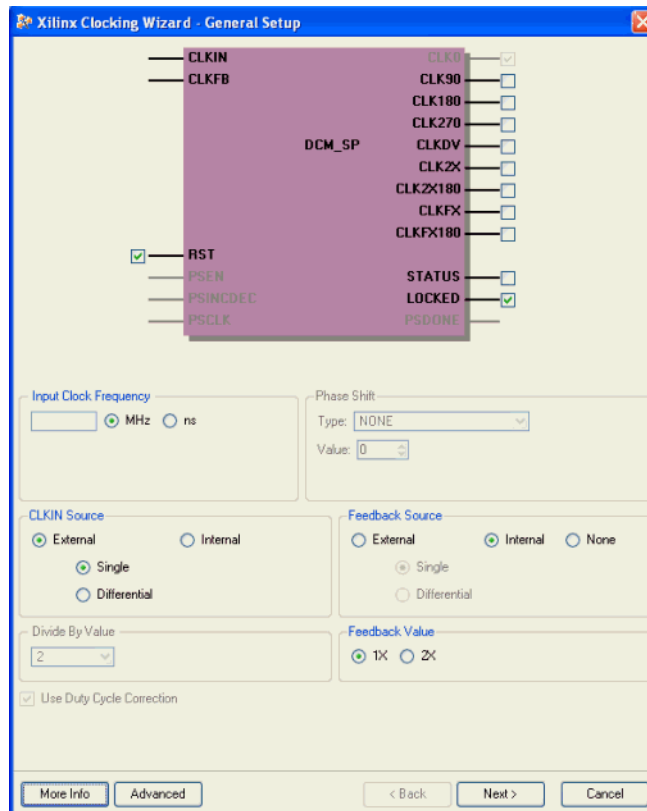 Xilinx Clocking Wizard - General Setup
CLKIN CLK0
CLKFB CLK90
CLK180
CLK270
DCM_SP CLKDV
CLK2X
CLK2X180
CLKFX
CLKFX180
RST
PSEN STATUS
PSINCDEC LOCKED
PSCLK PSDONE
Input Clock Frequency
MHz ns
Phase Shift
Type: NONE
Value: 0
CLKIN Source
External Internal
Single
Differential
Feedback Source
External Internal None
Single
Differential
Divide By Value
2
Feedback Value
1X 2X
Use Duty Cycle Correction
More Info Advanced < Back Next > Cancel